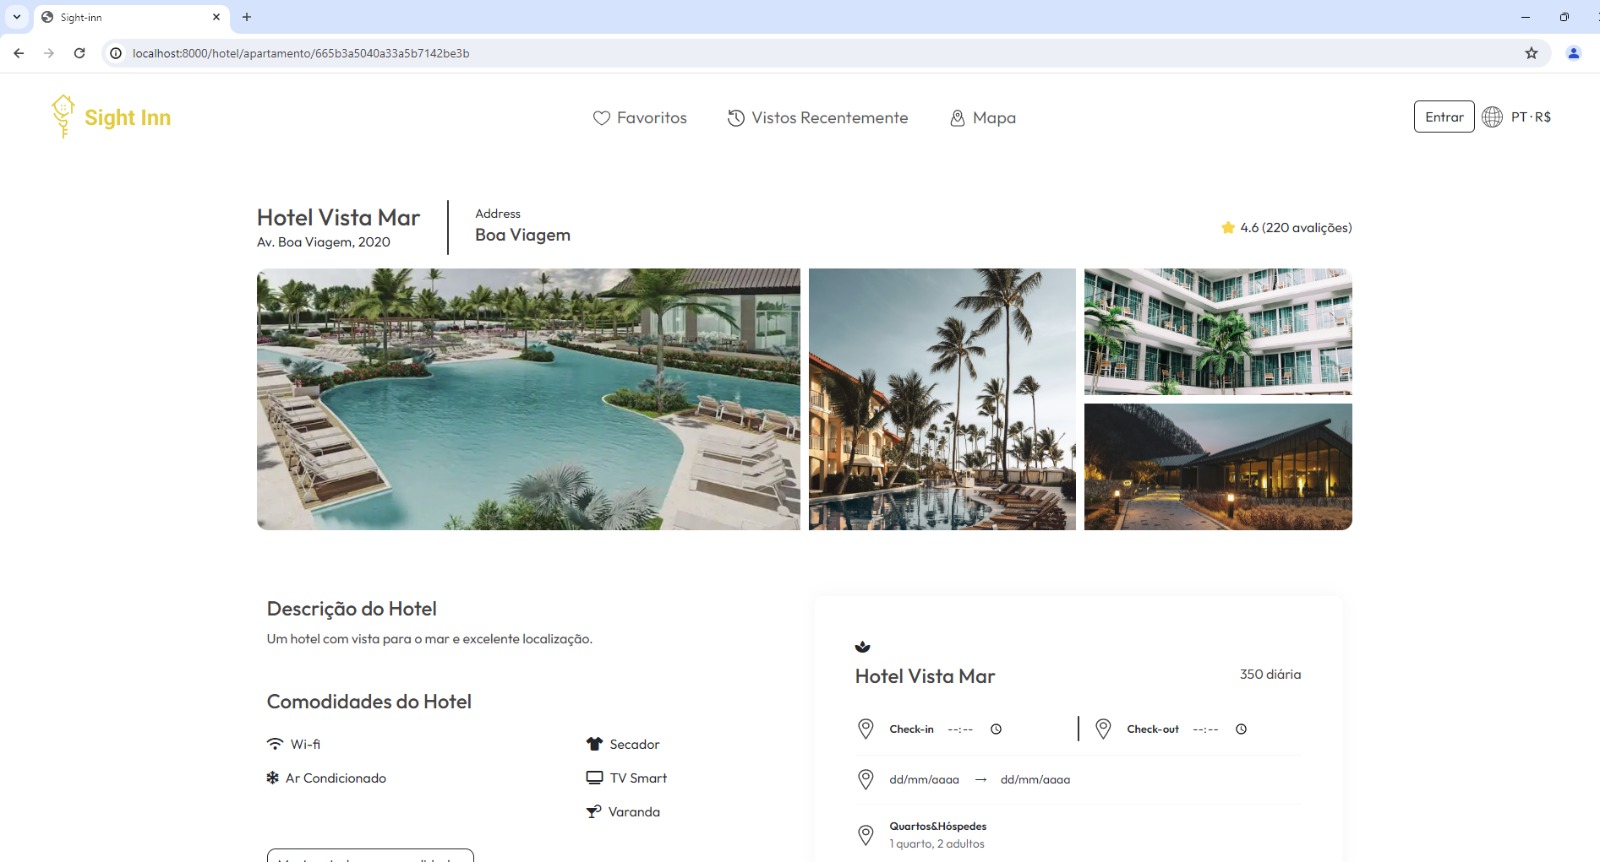 Sight-inn
localhost:8000/hotel/apartamento/665b3a5040a33a5b7142be3b
Sight Inn
Favoritos
Vistos Recentemente
Mapa
Entrar
PT · R$
Hotel Vista Mar
Av. Boa Viagem, 2020
Address
Boa Viagem
4.6 (220 avalições)
Descrição do Hotel
Um hotel com vista para o mar e excelente localização.
Comodidades do Hotel
Wi-fi
Secador
Ar Condicionado
TV Smart
Varanda
Hotel Vista Mar
350 diária
Check-in --:--
Check-out --:--
dd/mm/aaaa → dd/mm/aaaa
Quartos&Hóspedes
1 quarto, 2 adultos